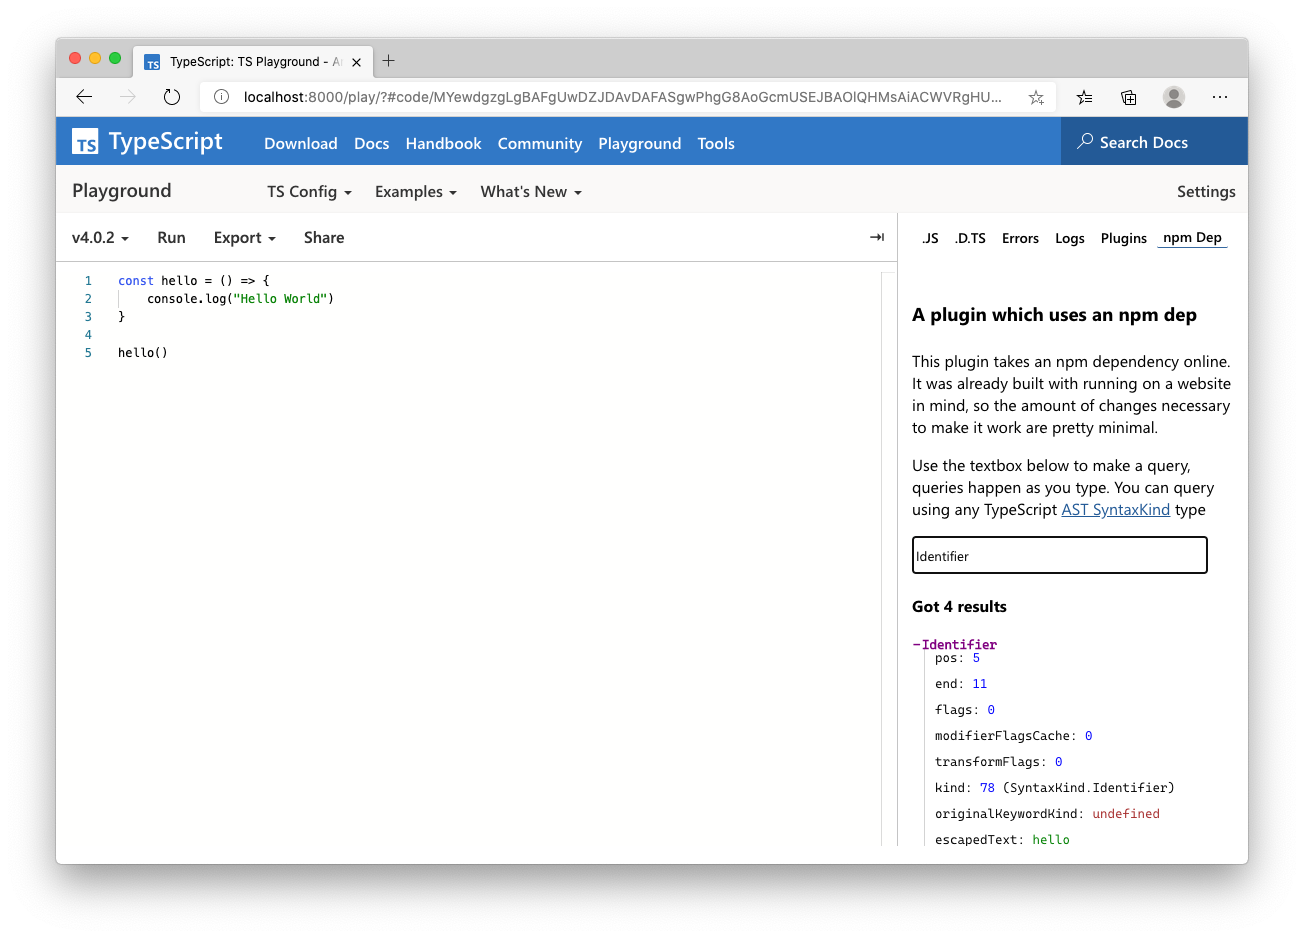 TS TypeScript: TS Playground -
localhost:8000/play/?#code/MYewdgzgLgBAFgUwDZJDAvDAFASgwPhgG8AoGcmUSEJBAOlQHMsAiACWVRgHU...
TS TypeScript Download Docs Handbook Community Playground Tools Search Docs
Playground TS Config Examples What's New Settings
v4.0.2 Run Export Share
.JS .D.TS Errors Logs Plugins npm Dep
1 const hello = () => {
2 console.log("Hello World")
3 }
4
5 hello()
A plugin which uses an npm dep
This plugin takes an npm dependency online.
It was already built with running on a website
in mind, so the amount of changes necessary
to make it work are pretty minimal.
Use the textbox below to make a query,
queries happen as you type. You can query
using any TypeScript AST SyntaxKind type
Identifier
Got 4 results
−Identifier
pos: 5
end: 11
flags: 0
modifierFlagsCache: 0
transformFlags: 0
kind: 78 (SyntaxKind.Identifier)
originalKeywordKind: undefined
escapedText: hello